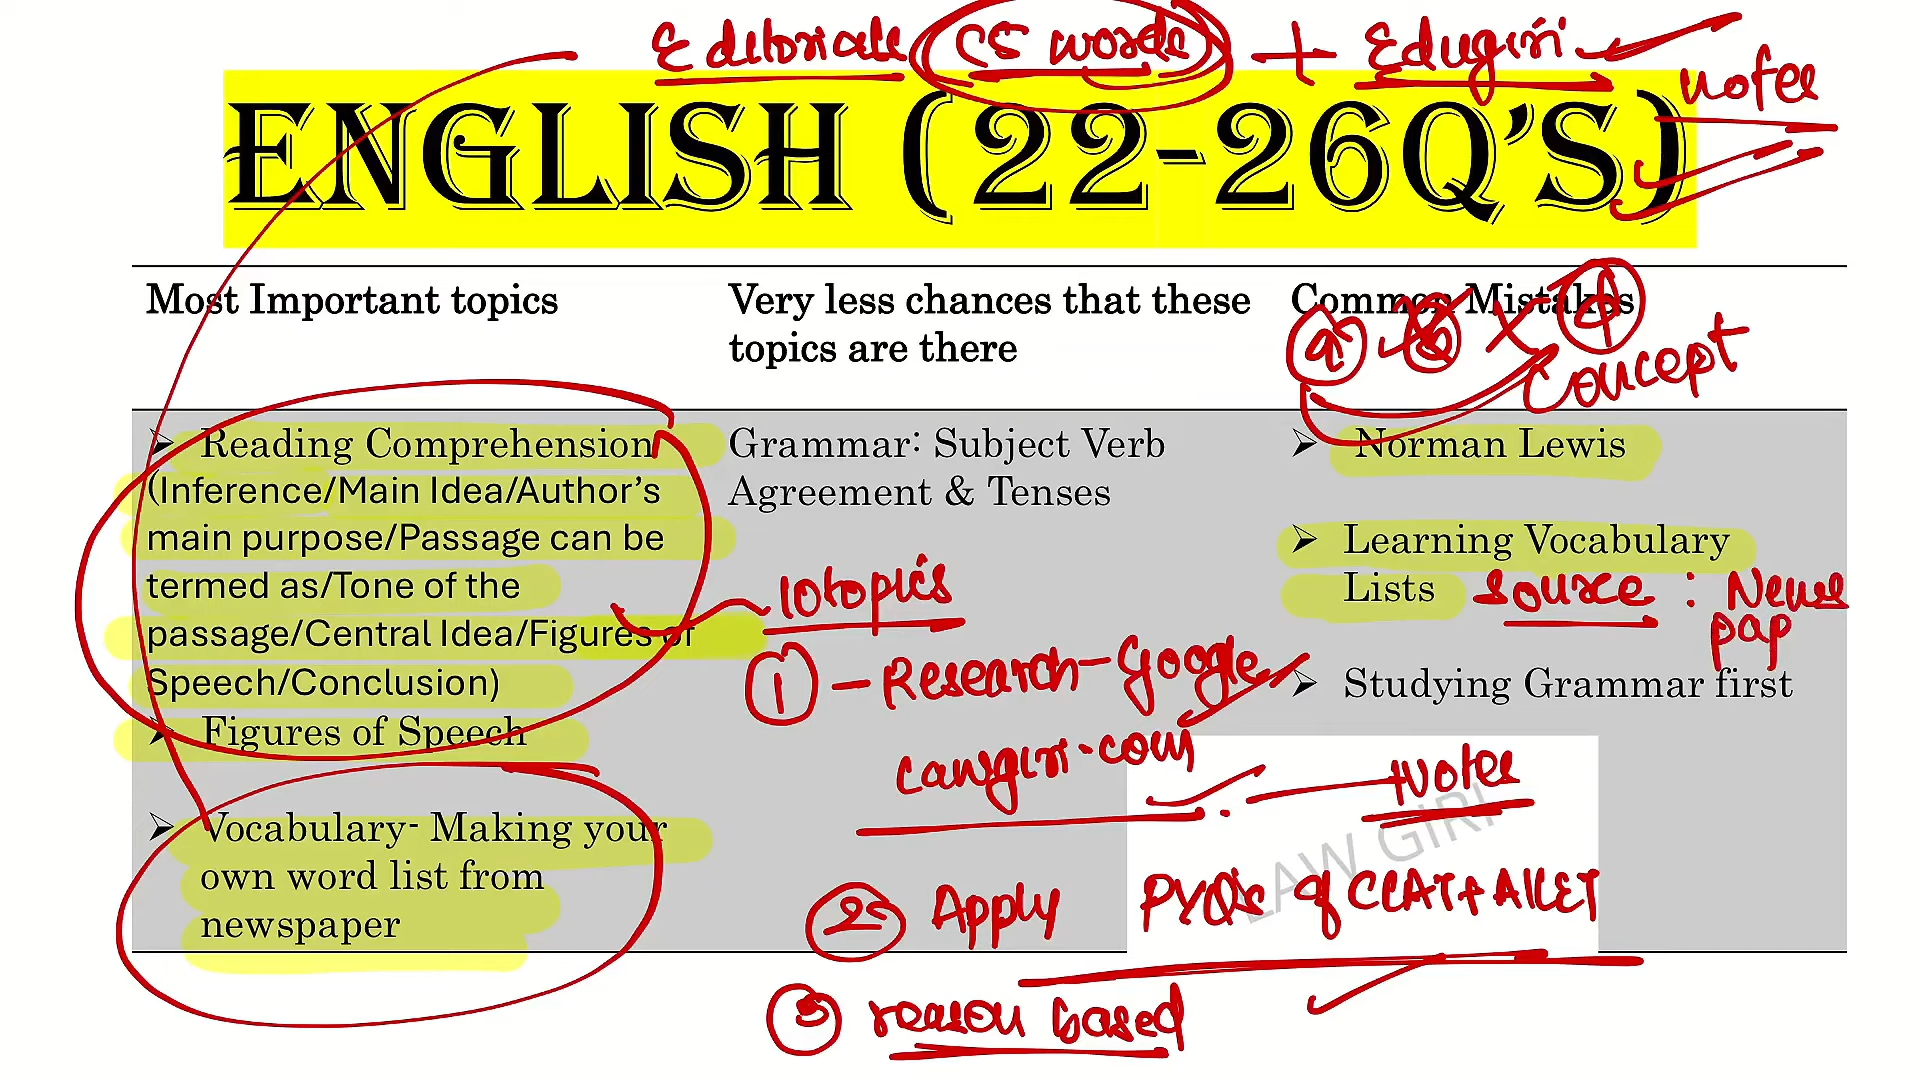 Editorials CS words + Edugiri
notes
ENGLISH (22-26Q'S)
Most Important topics
Very less chances that these
topics are there
Common Mistakes
Concept
➢ Reading Comprehension
(Inference/Main Idea/Author's
main purpose/Passage can be
termed as/Tone of the
passage/Central Idea/Figures of
Speech/Conclusion)
➢ Figures of Speech
➢ Vocabulary- Making your
own word list from
newspaper
Grammar: Subject Verb
Agreement & Tenses
10 topics
1 - Research - Google
Lawgiri.com
Notes
2 Apply PYQ's of CLAT + AILET
3 reason based
➢ Norman Lewis
➢ Learning Vocabulary
Lists source : News
pap
➢ Studying Grammar first
LAW GIRI